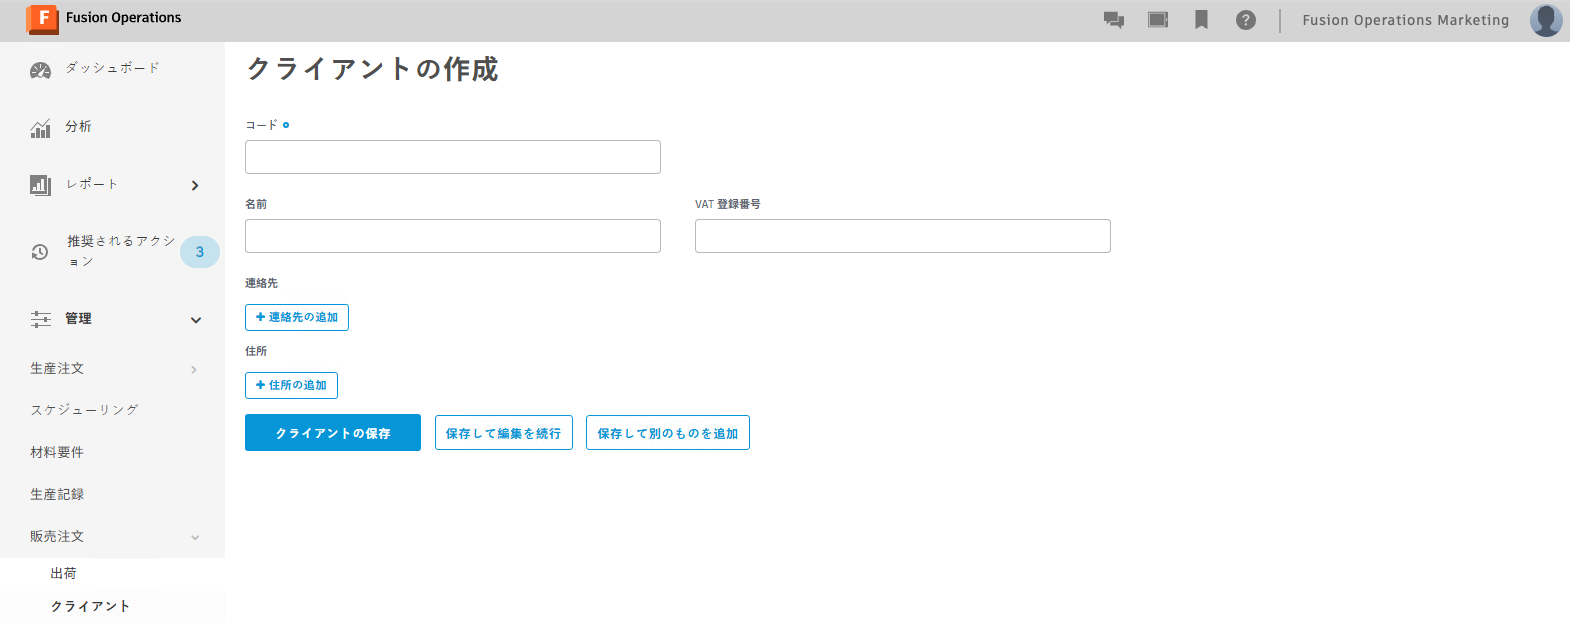 F Fusion Operations
? Fusion Operations Marketing
ダッシュボード
分析
レポート
推奨されるアクシ
ョン
3
管理
生産注文
スケジューリング
材料要件
生産記録
販売注文
出荷
クライアント
クライアントの作成
コード
名前
VAT 登録番号
連絡先
+ 連絡先の追加
住所
+ 住所の追加
クライアントの保存
保存して編集を続行
保存して別のものを追加